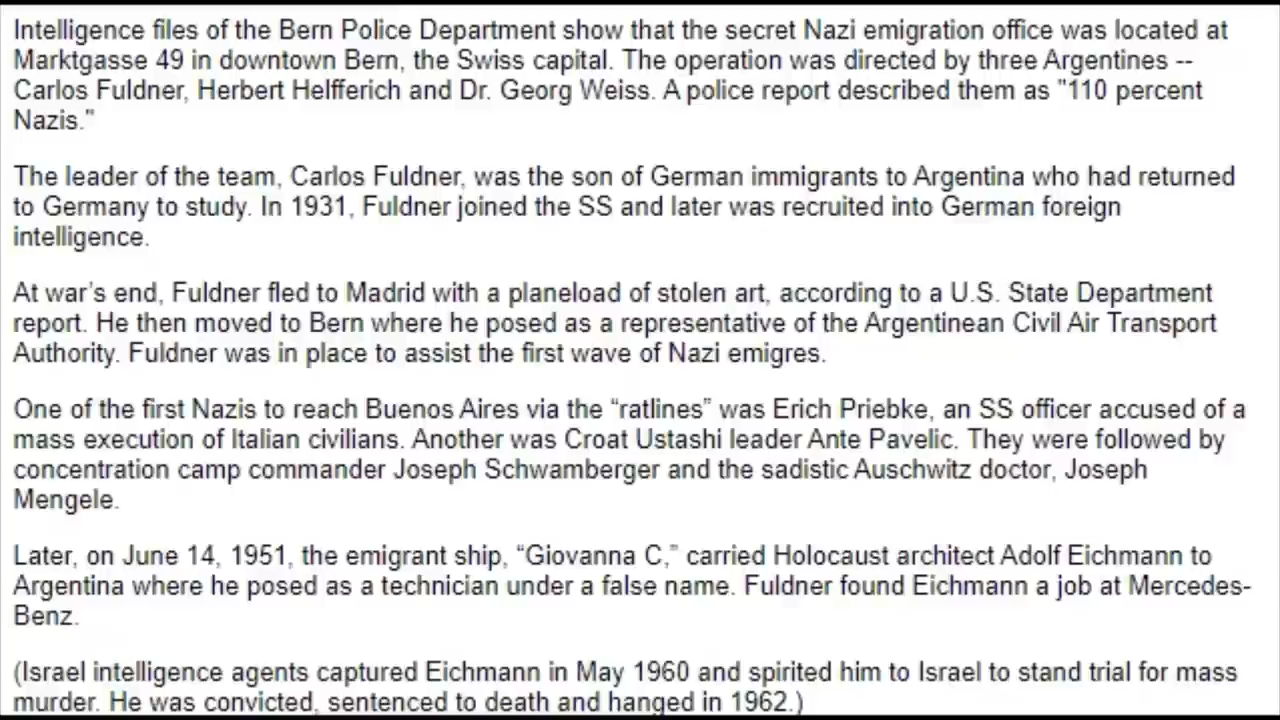 Intelligence files of the Bern Police Department show that the secret Nazi emigration office was located at
Marktgasse 49 in downtown Bern, the Swiss capital. The operation was directed by three Argentines --
Carlos Fuldner, Herbert Helfferich and Dr. Georg Weiss. A police report described them as "110 percent
Nazis."
The leader of the team, Carlos Fuldner, was the son of German immigrants to Argentina who had returned
to Germany to study. In 1931, Fuldner joined the SS and later was recruited into German foreign
intelligence.
At war’s end, Fuldner fled to Madrid with a planeload of stolen art, according to a U.S. State Department
report. He then moved to Bern where he posed as a representative of the Argentinean Civil Air Transport
Authority. Fuldner was in place to assist the first wave of Nazi emigres.
One of the first Nazis to reach Buenos Aires via the “ratlines” was Erich Priebke, an SS officer accused of a
mass execution of Italian civilians. Another was Croat Ustashi leader Ante Pavelic. They were followed by
concentration camp commander Joseph Schwamberger and the sadistic Auschwitz doctor, Joseph
Mengele.
Later, on June 14, 1951, the emigrant ship, “Giovanna C,” carried Holocaust architect Adolf Eichmann to
Argentina where he posed as a technician under a false name. Fuldner found Eichmann a job at Mercedes-
Benz.
(Israel intelligence agents captured Eichmann in May 1960 and spirited him to Israel to stand trial for mass
murder. He was convicted, sentenced to death and hanged in 1962.)